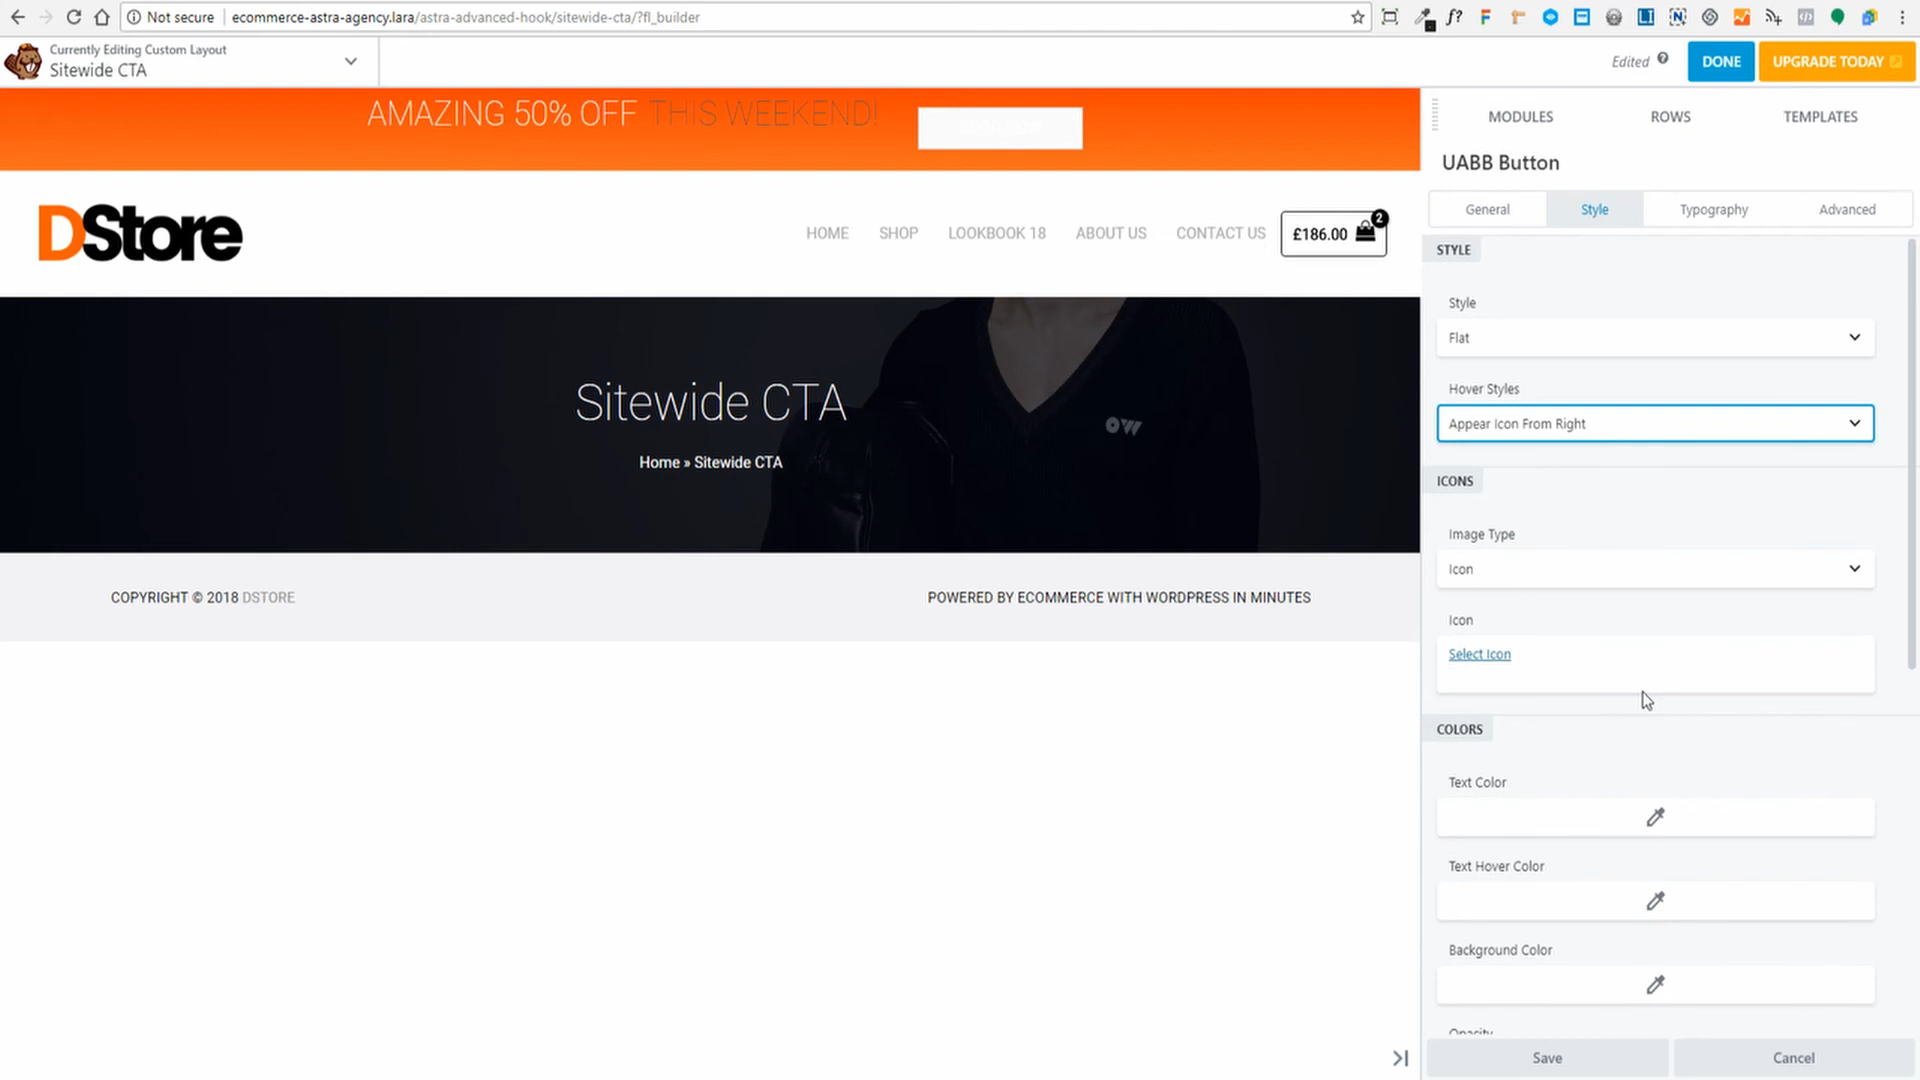 Not secure
ecommerce-astra-agency.lara/astra-advanced-hook/sitewide-cta/?fl_builder
Currently Editing Custom Layout
Sitewide CTA
Edited
DONE
UPGRADE TODAY
AMAZING 50% OFF THIS WEEKEND!
DStore
HOME
SHOP
LOOKBOOK 18
ABOUT US
CONTACT US
£186.00
2
Sitewide CTA
Home » Sitewide CTA
OW
COPYRIGHT © 2018 DSTORE
POWERED BY ECOMMERCE WITH WORDPRESS IN MINUTES
MODULES
ROWS
TEMPLATES
UABB Button
General
Style
Typography
Advanced
STYLE
Style
Flat
Hover Styles
Appear Icon From Right
ICONS
Image Type
Icon
Icon
Select Icon
COLORS
Text Color
Text Hover Color
Background Color
Opacity
Save
Cancel